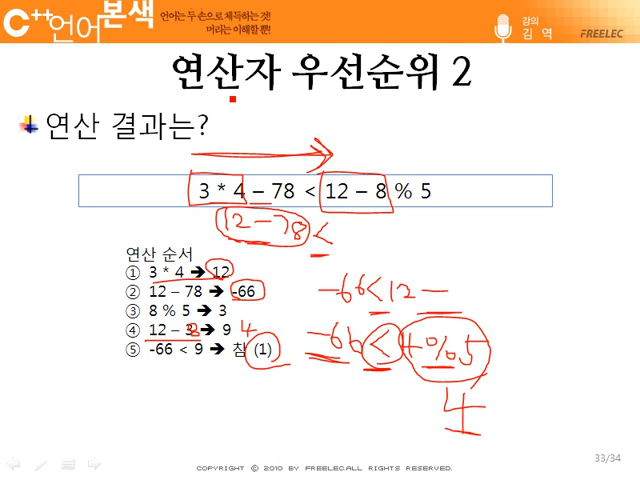 C++언어본색 언어는 두 손으로 체득하는 것! 강의
머리는 이해할 뿐! 김 역 FREELEC
연산자 우선순위 2
연산 결과는?
3 * 4 – 78 < 12 – 8 % 5
12-78 <
연산 순서
① 3 * 4 ➔ 12
② 12 – 78 ➔ -66
-66<12-
③ 8 % 5 ➔ 3
④ 12 – 3 ➔ 9 4
8
-66 < 4%5
⑤ -66 < 9 ➔ 참 (1)
4
33/34
COPYRIGHT © 2010 BY FREELEC.ALL RIGHTS RESERVED.